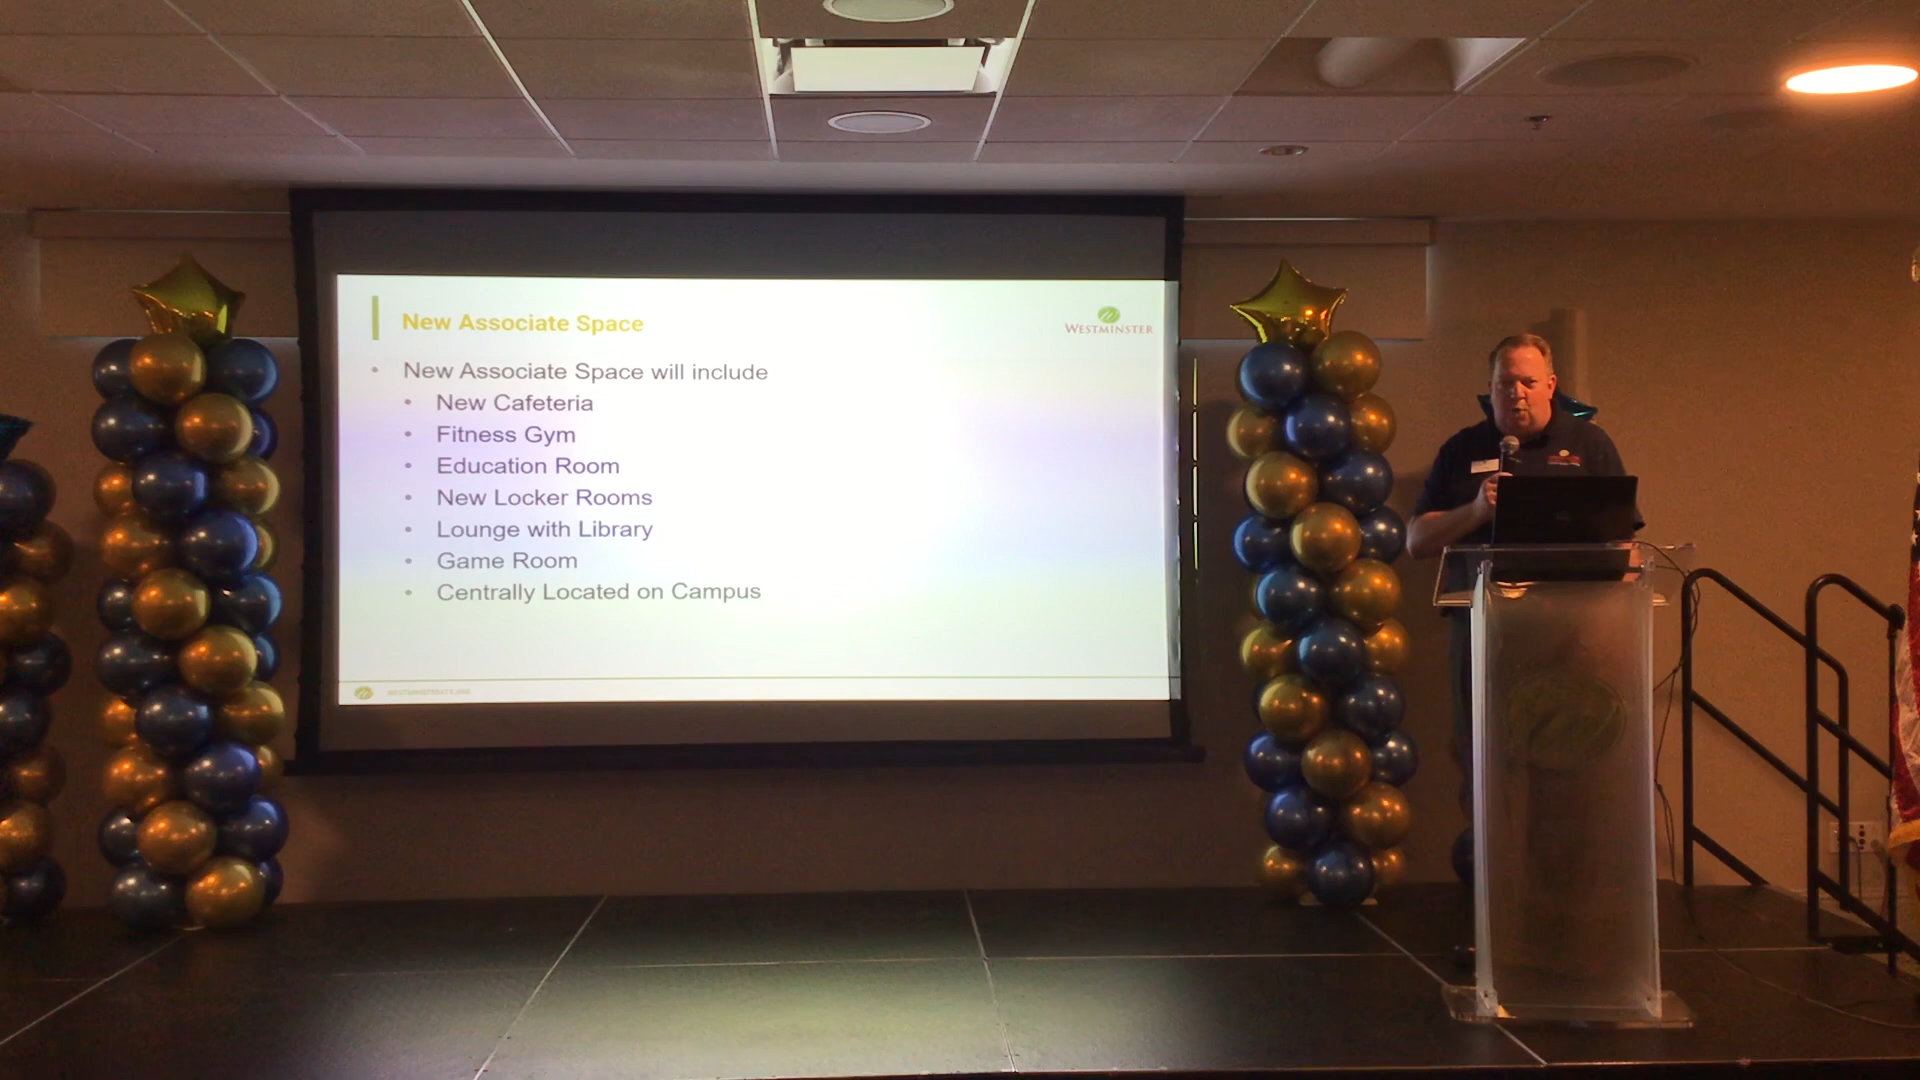 New Associate Space
WESTMINSTER
• New Associate Space will include
• New Cafeteria
• Fitness Gym
• Education Room
• New Locker Rooms
• Lounge with Library
• Game Room
• Centrally Located on Campus